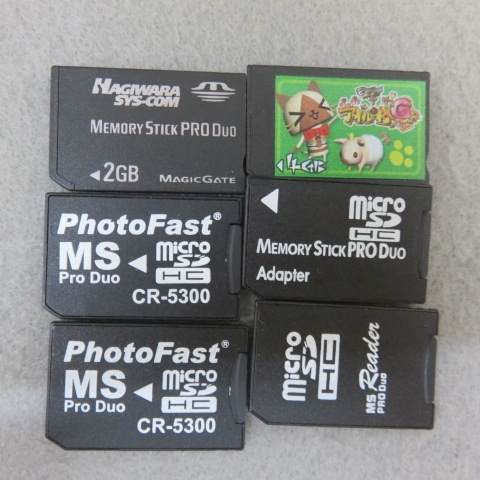 HAGIWARA
SYS-COM
MEMORY STICK PRO DUO
2GB
MAGICGATE
4GB
PhotoFast®
MS
Pro Duo
micro
SD
HC
CR-5300
micro
SD
HC
MEMORY STICK PRO DUO
Adapter
PhotoFast®
MS
Pro Duo
micro
SD
HC
CR-5300
micro
SD
HC
MS Reader
PRO DUO